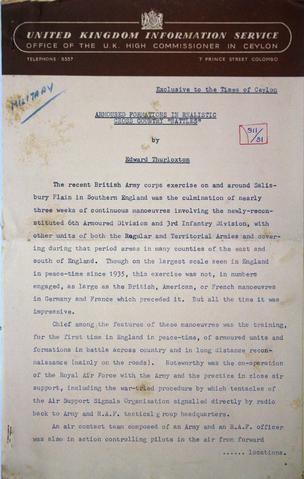 UNITED KINGDOM INFORMATION SERVICE
OFFICE OF THE U.K. HIGH COMMISSIONER IN CEYLON
TELEPHONE : 5557
7 PRINCE STREET COLOMBO
Exclusive to the Times of Ceylon
MILITARY
ARMOURED FORMATIONS IN REALISTIC
CROSS COUNTRY "BATTLES"
by
311/51
Edward Thurloxton
The recent British Army corps exercise on and around Salis-
bury Plain in Southern England was the culmination of nearly
three weeks of continuous manoeuvres involving the newly-recon-
stituted 6th Armoured Division and 3rd Infantry Division, with
other units of both the Regular and Territorial Armies and cover-
ing during that period areas in many counties of the east and
south of England. Though on the largest scale seen in England
in peace-time since 1935, this exercise was not, in numbers
engaged, as large as the British, American, or French manoeuvres
in Germany and France which preceded it. But all the time it was
impressive.
Chief among the features of these manoeuvres was the training,
for the first time in England in peace-time, of armoured units and
formations in battle across country and in long distance recon-
naissance (mainly on the roads). Noteworthy was the co-operation
of the Royal Air Force with the Army and the practice in close air
support, including the war-tried procedure by which tentacles of
the Air Support Signals Organisation signalled directly by radio
back to Army and R.A.F. tactical group headquarters.
An air contact team composed of an Army and an R.A.F. officer
was also in action controlling pilots in the air from forward
...... locations.